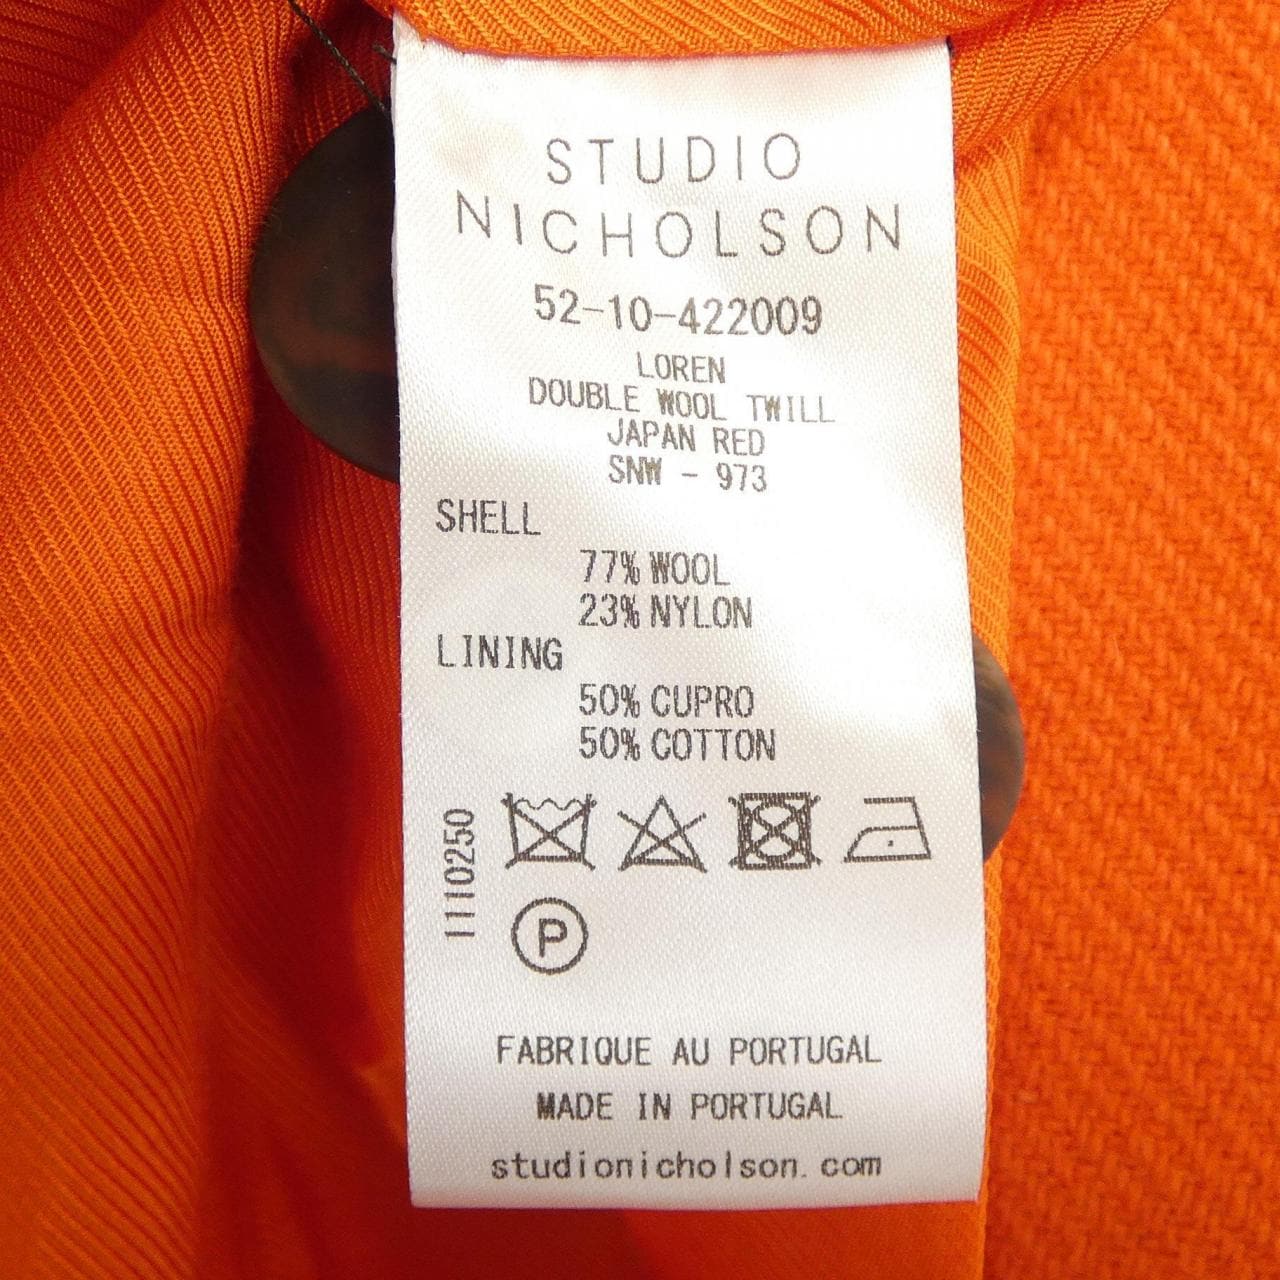 STUDIO
NICHOLSON
52-10-422009
LOREN
DOUBLE WOOL TWILL
JAPAN RED
SNW - 973
SHELL
77% WOOL
23% NYLON
LINING
50% CUPRO
50% COTTON
1110250
P
FABRIQUE AU PORTUGAL
MADE IN PORTUGAL
studionicholson.com